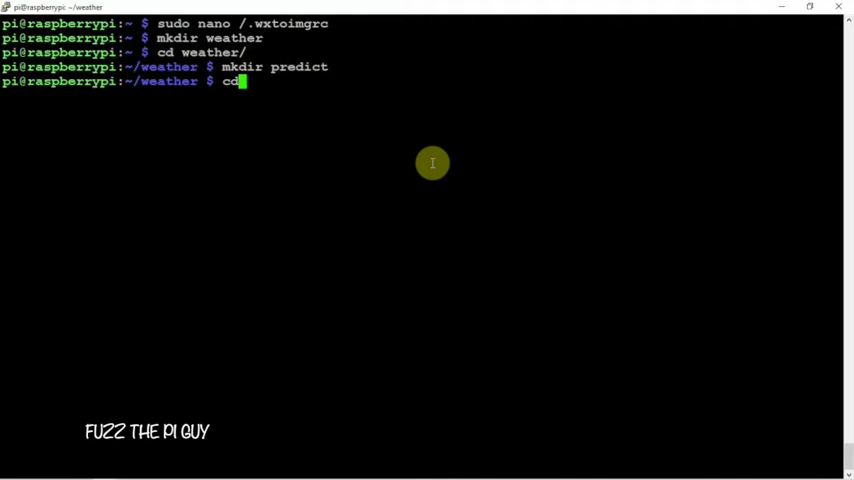 pi@raspberrypi: ~/weather
pi@raspberrypi:~ $ sudo nano /.wxtoimgrc
pi@raspberrypi:~ $ mkdir weather
pi@raspberrypi:~ $ cd weather/
pi@raspberrypi:~/weather $ mkdir predict
pi@raspberrypi:~/weather $ cd
FUZZ THE PI GUY